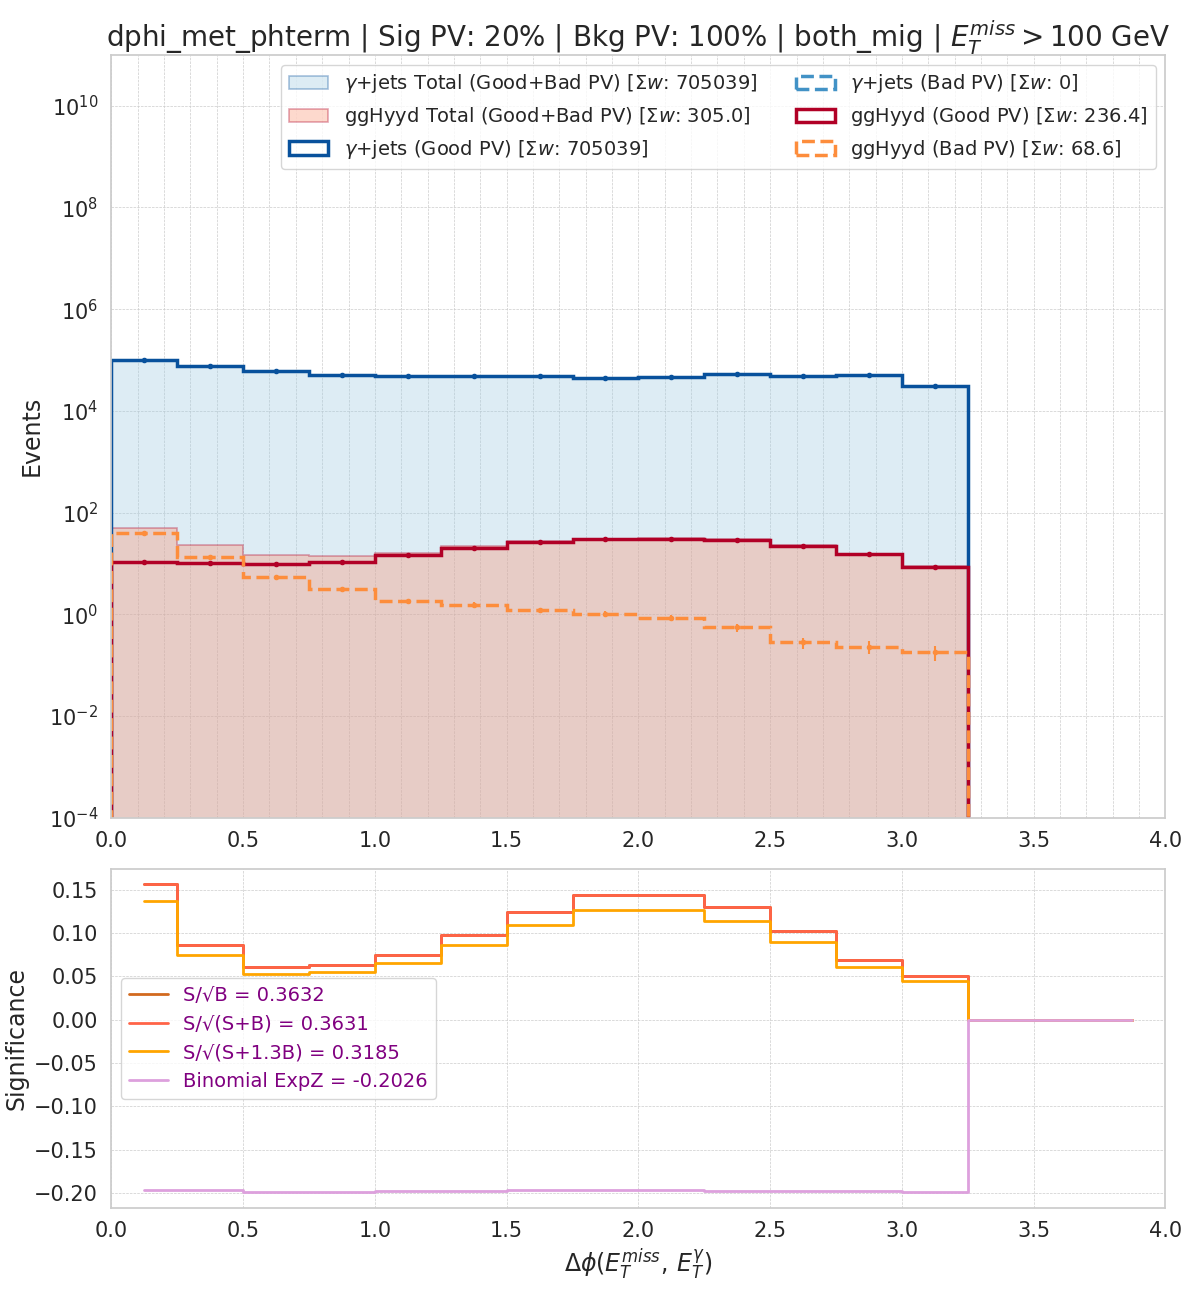 dphi_met_phterm | Sig PV: 20% | Bkg PV: 100% | both_mig | E_T^{miss} > 100 GeV
γ+jets Total (Good+Bad PV) [Σw: 705039]
ggHyyd Total (Good+Bad PV) [Σw: 305.0]
γ+jets (Good PV) [Σw: 705039]
γ+jets (Bad PV) [Σw: 0]
ggHyyd (Good PV) [Σw: 236.4]
ggHyyd (Bad PV) [Σw: 68.6]
Events
10^{10}
10^{8}
10^{6}
10^{4}
10^{2}
10^{0}
10^{−2}
10^{−4}
0.0 0.5 1.0 1.5 2.0 2.5 3.0 3.5 4.0
Significance
0.15
0.10
0.05
0.00
−0.05
−0.10
−0.15
−0.20
S/√B = 0.3632
S/√(S+B) = 0.3631
S/√(S+1.3B) = 0.3185
Binomial ExpZ = -0.2026
0.0 0.5 1.0 1.5 2.0 2.5 3.0 3.5 4.0
Δϕ(E_T^{miss}, E_T^{γ})